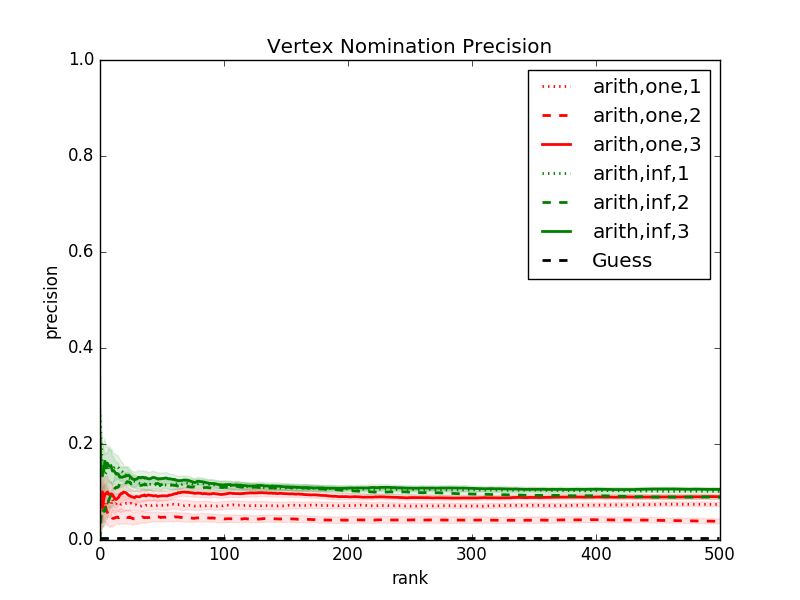 Vertex Nomination Precision
1.0
0.8
0.6
0.4
0.2
0.0
precision
arith,one,1
arith,one,2
arith,one,3
arith,inf,1
arith,inf,2
arith,inf,3
Guess
0 100 200 300 400 500
rank